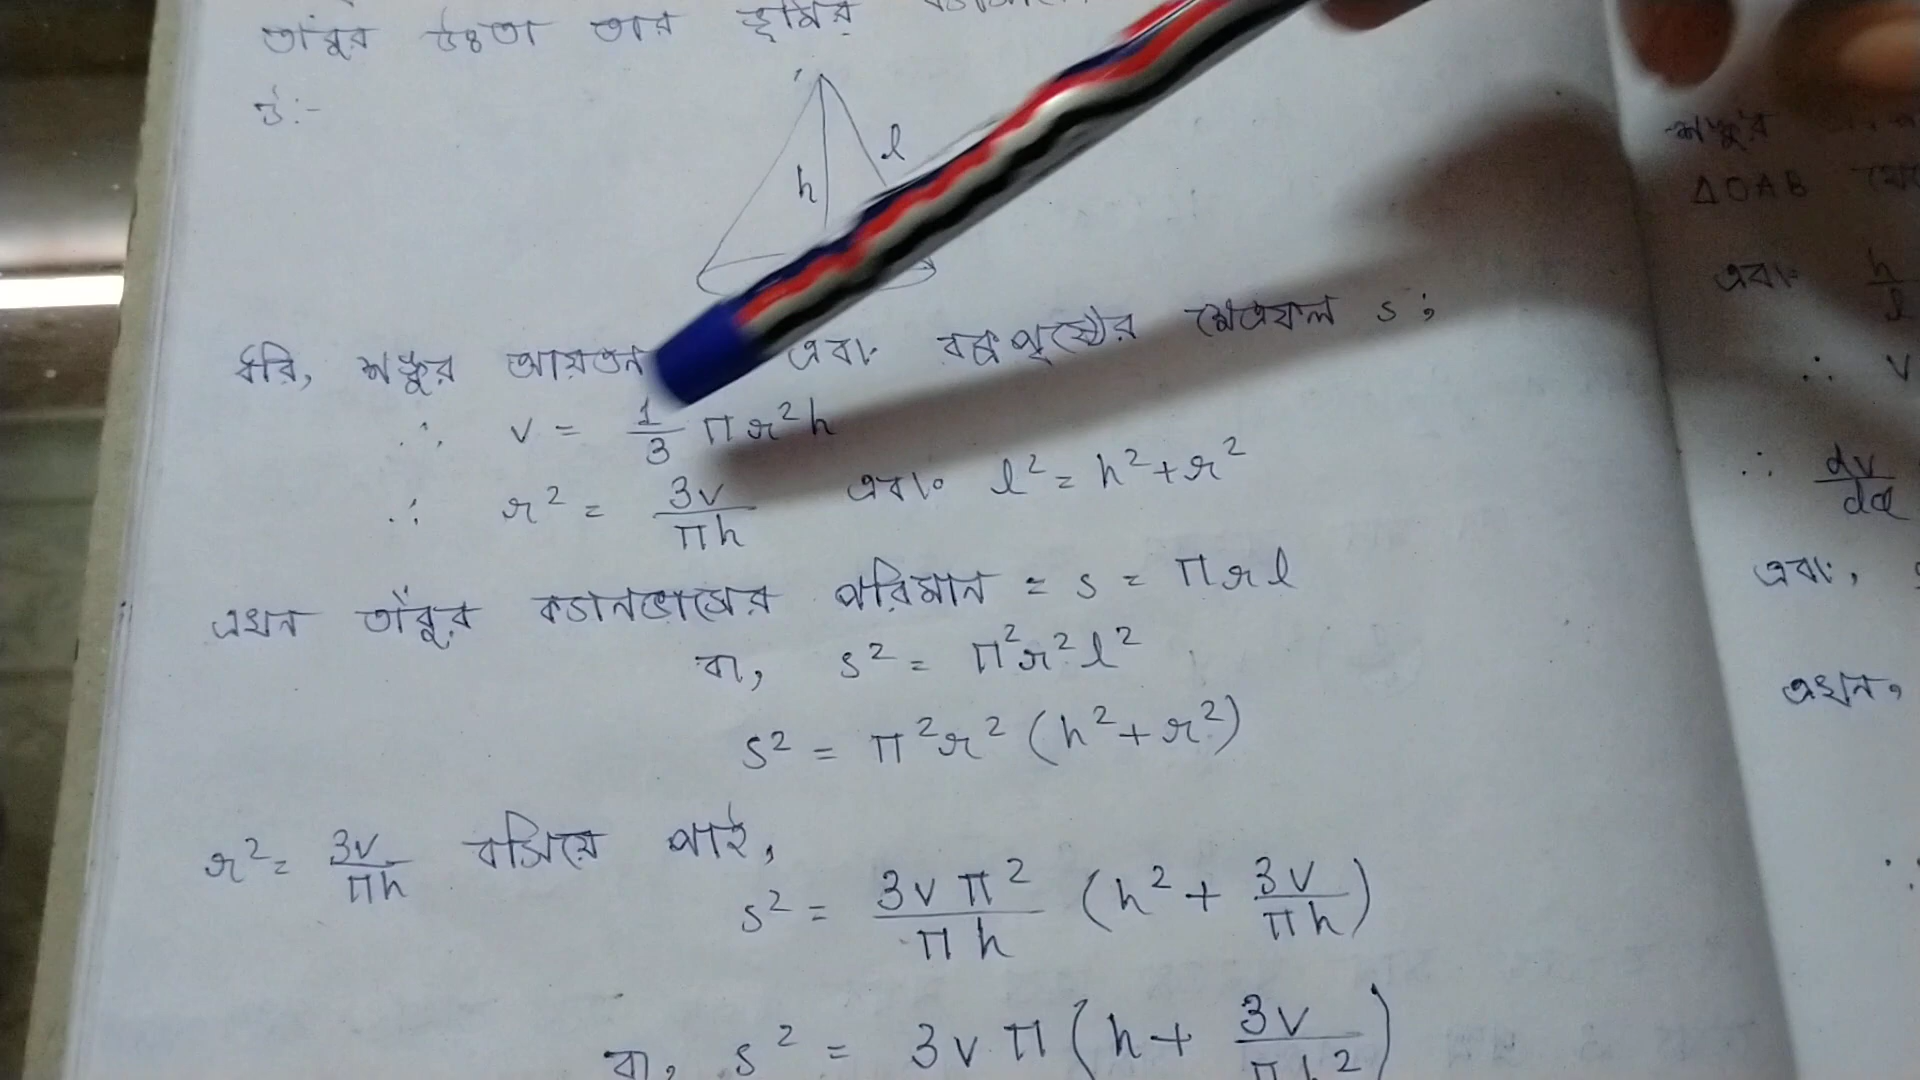 তাঁবুর উচ্চতা তার ভূমির
উ:-
h
l
ধরি, শঙ্কুর আয়তন এবং বক্রপৃষ্ঠের ক্ষেত্রফল s;
∴ v = 1/3 πr²h
∴ r² = 3v/πh এবং l² = h² + r²
এখন তাঁবুর ক্যানভাসের পরিমান = s = πrl
বা, s² = π²r²l²
s² = π²r² (h² + r²)
r² = 3v/πh বসিয়ে পাই,
s² = 3vπ²/πh (h² + 3v/πh)
বা, s² = 3vπ (h + 3v/πh²)
শঙ্কুর
ΔOAB
এবং h/l
∴ v
∴ dv/dα
এবং,
এখন,